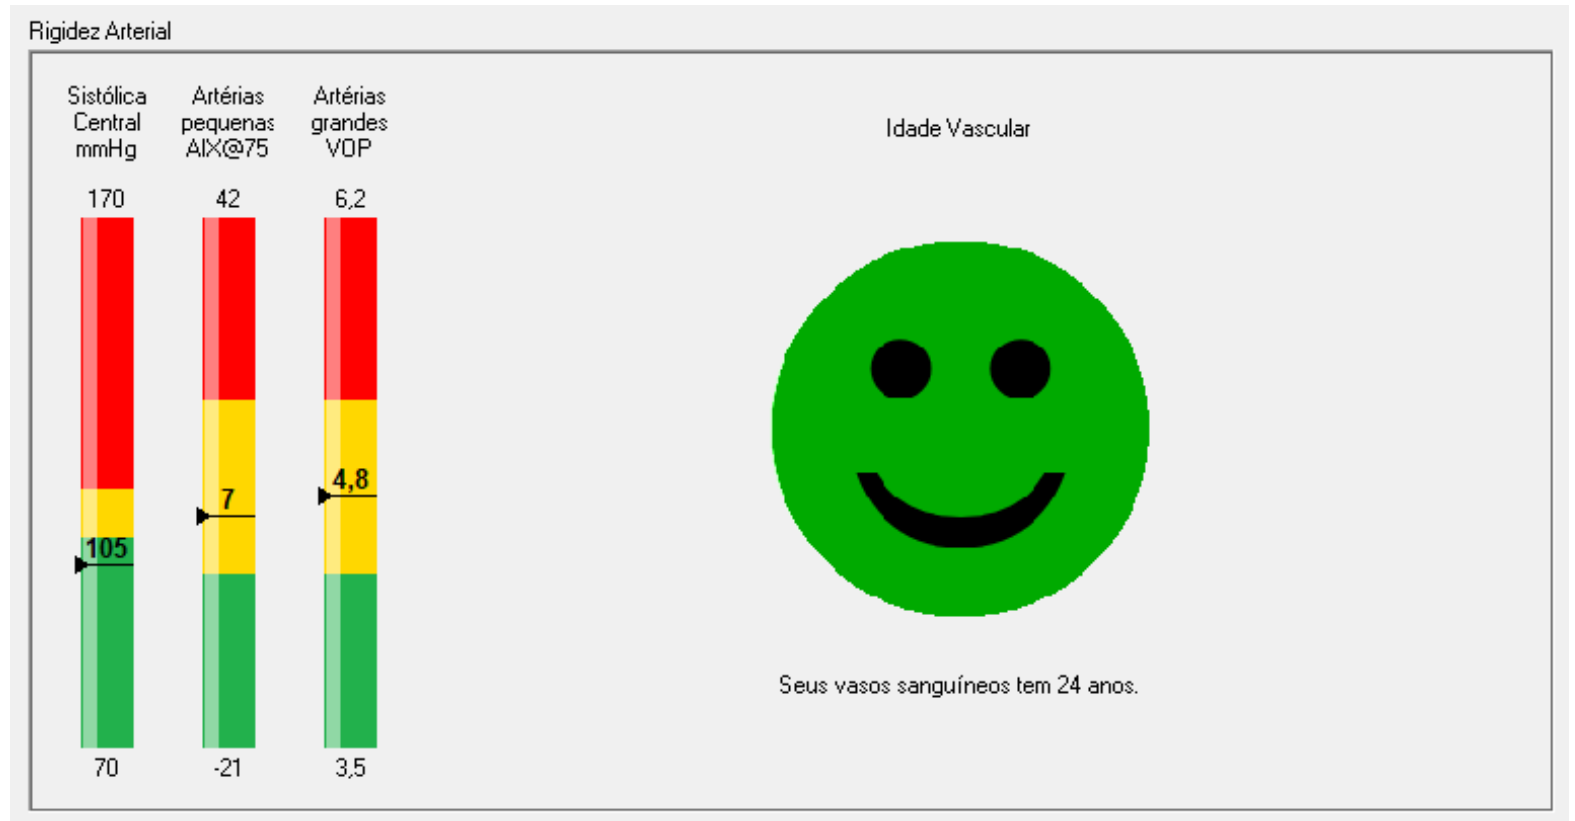 Rigidez Arterial
Sistólica
Central
mmHg
Artérias
pequenas
AIX@75
Artérias
grandes
VOP
Idade Vascular
170
42
6,2
4,8
7
105
70
-21
3,5
Seus vasos sanguíneos tem 24 anos.